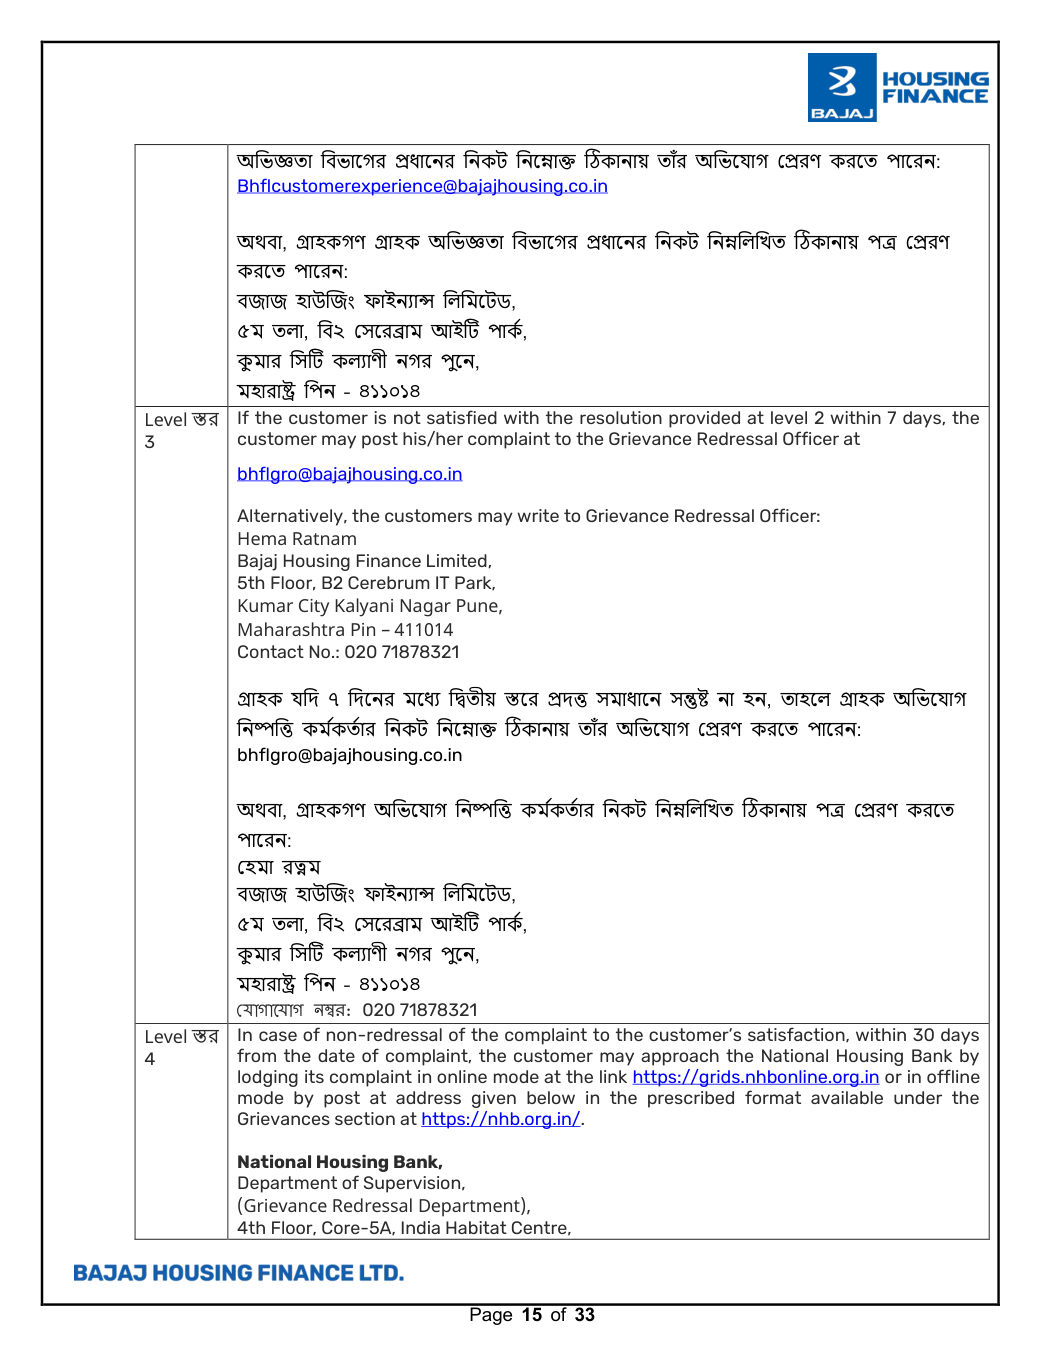 BAJAJ
HOUSING
FINANCE
অভিজ্ঞতা বিভাগের প্রধানের নিকট নিম্নোক্ত ঠিকানায় তাঁর অভিযোগ প্রেরণ করতে পারেন:
Bhflcustomerexperience@bajajhousing.co.in
অথবা, গ্রাহকগণ গ্রাহক অভিজ্ঞতা বিভাগের প্রধানের নিকট নিম্নলিখিত ঠিকানায় পত্র প্রেরণ
করতে পারেন:
বজাজ হাউজিং ফাইন্যান্স লিমিটেড,
৫ম তলা, বি২ সেরেব্রাম আইটি পার্ক,
কুমার সিটি কল্যাণী নগর পুনে,
মহারাষ্ট্র পিন - ৪১১০১৪
Level স্তর
3
If the customer is not satisfied with the resolution provided at level 2 within 7 days, the
customer may post his/her complaint to the Grievance Redressal Officer at
bhflgro@bajajhousing.co.in
Alternatively, the customers may write to Grievance Redressal Officer:
Hema Ratnam
Bajaj Housing Finance Limited,
5th Floor, B2 Cerebrum IT Park,
Kumar City Kalyani Nagar Pune,
Maharashtra Pin – 411014
Contact No.: 020 71878321
গ্রাহক যদি ৭ দিনের মধ্যে দ্বিতীয় স্তরে প্রদত্ত সমাধানে সন্তুষ্ট না হন, তাহলে গ্রাহক অভিযোগ
নিষ্পত্তি কর্মকর্তার নিকট নিম্নোক্ত ঠিকানায় তাঁর অভিযোগ প্রেরণ করতে পারেন:
bhflgro@bajajhousing.co.in
অথবা, গ্রাহকগণ অভিযোগ নিষ্পত্তি কর্মকর্তার নিকট নিম্নলিখিত ঠিকানায় পত্র প্রেরণ করতে
পারেন:
হেমা রত্নম
বজাজ হাউজিং ফাইন্যান্স লিমিটেড,
৫ম তলা, বি২ সেরেব্রাম আইটি পার্ক,
কুমার সিটি কল্যাণী নগর পুনে,
মহারাষ্ট্র পিন - ৪১১০১৪
যোগাযোগ নম্বর: 020 71878321
Level স্তর
4
In case of non-redressal of the complaint to the customer’s satisfaction, within 30 days
from the date of complaint, the customer may approach the National Housing Bank by
lodging its complaint in online mode at the link https://grids.nhbonline.org.in or in offline
mode by post at address given below in the prescribed format available under the
Grievances section at https://nhb.org.in/.
National Housing Bank,
Department of Supervision,
(Grievance Redressal Department),
4th Floor, Core-5A, India Habitat Centre,
BAJAJ HOUSING FINANCE LTD.
Page 15 of 33